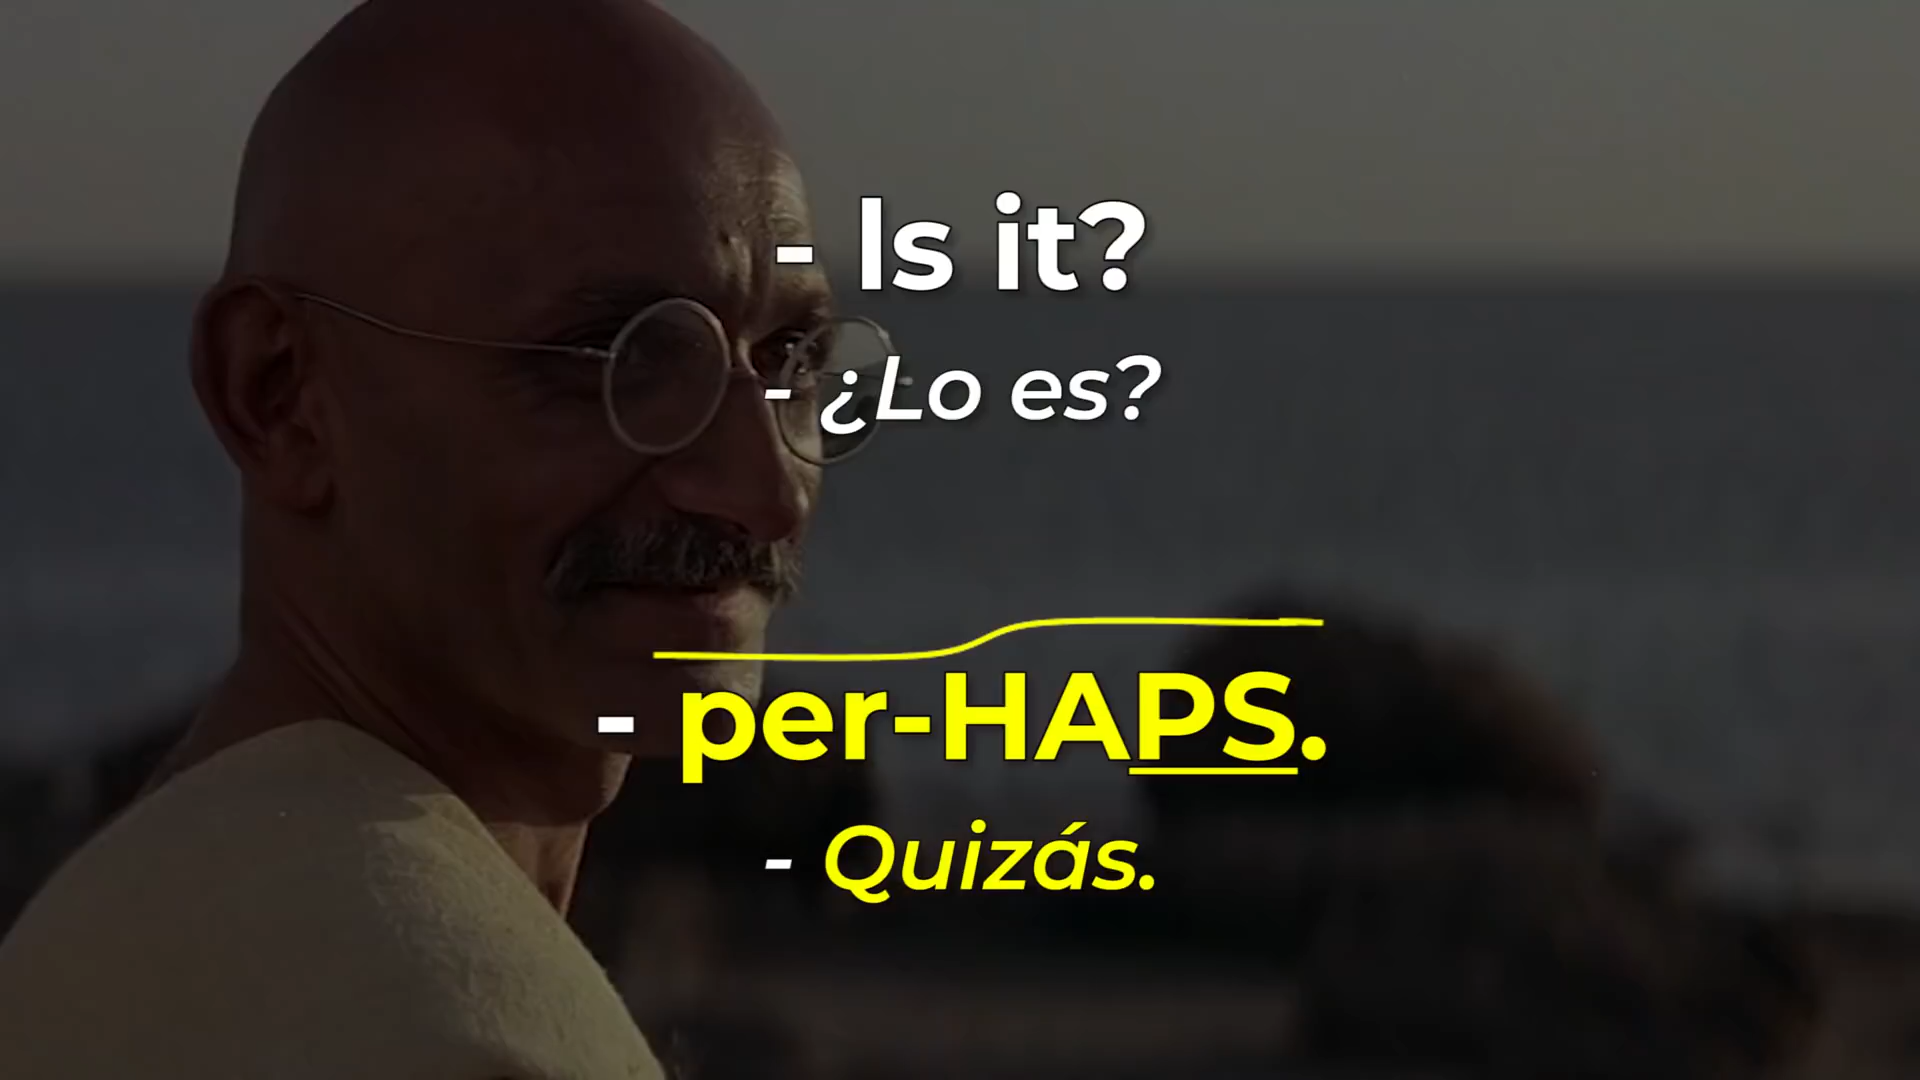 - Is it?
- ¿Lo es?
- per-HAPS.
- Quizás.